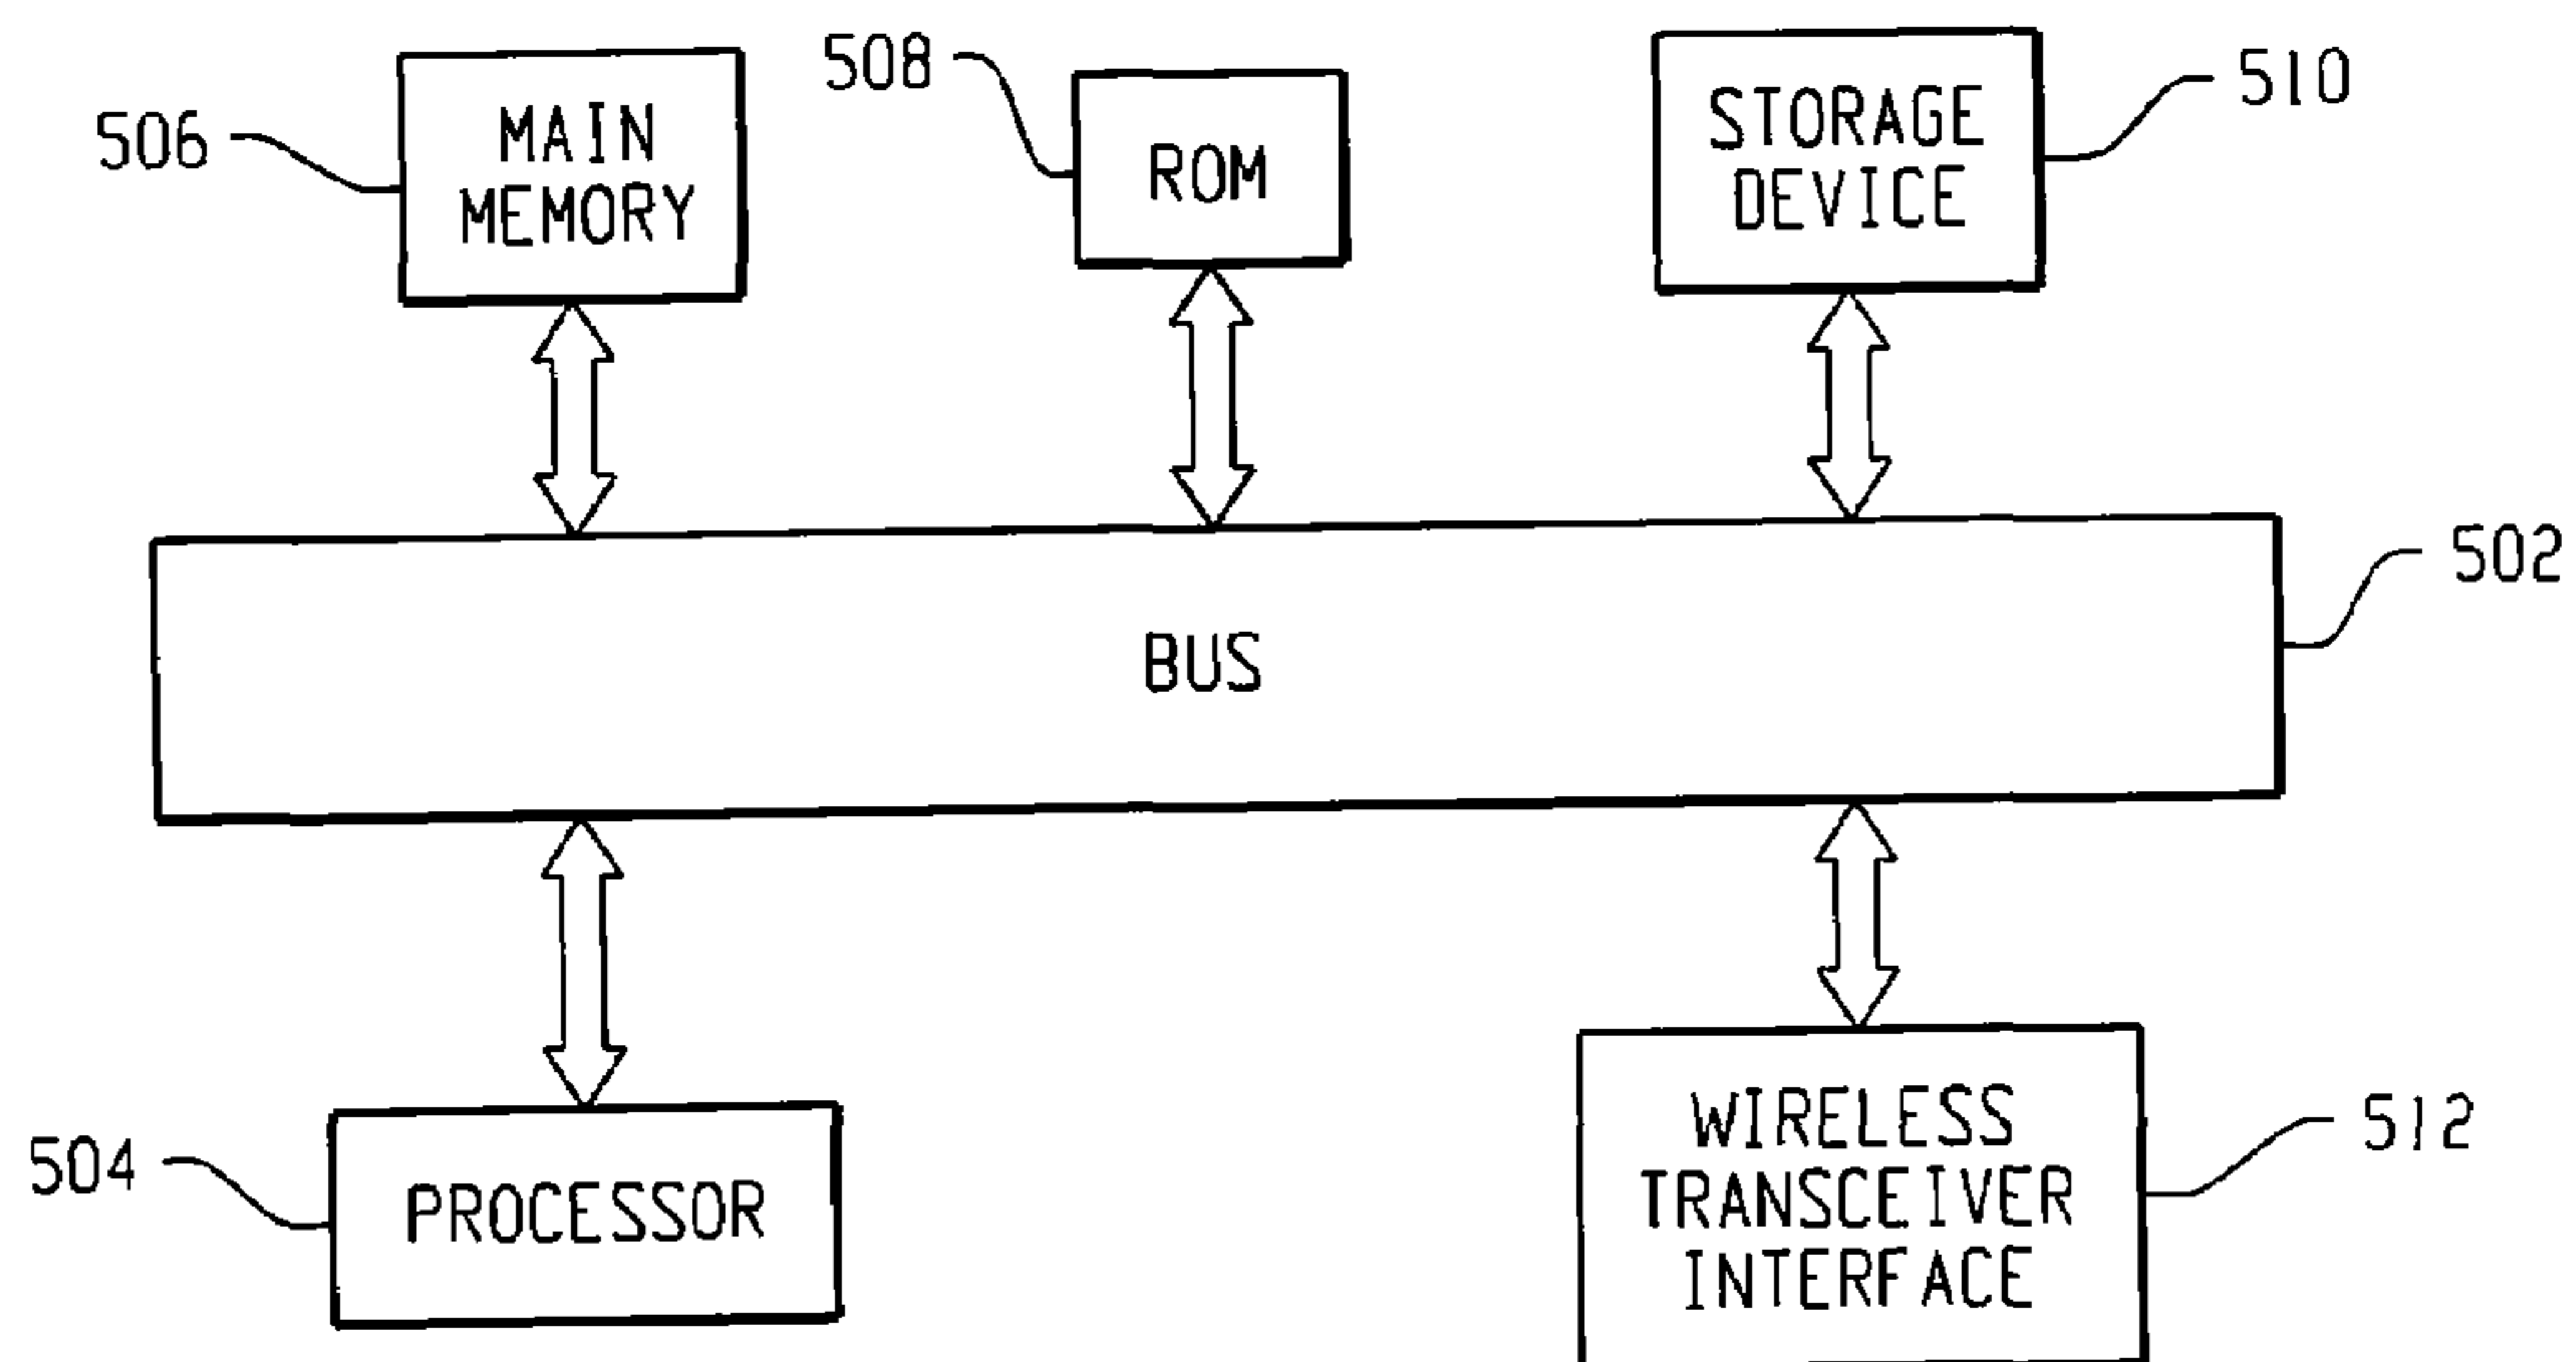 508
510
506
MAIN
MEMORY
ROM
STORAGE
DEVICE
502
BUS
504
PROCESSOR
WIRELESS
TRANSCEIVER
INTERFACE
512